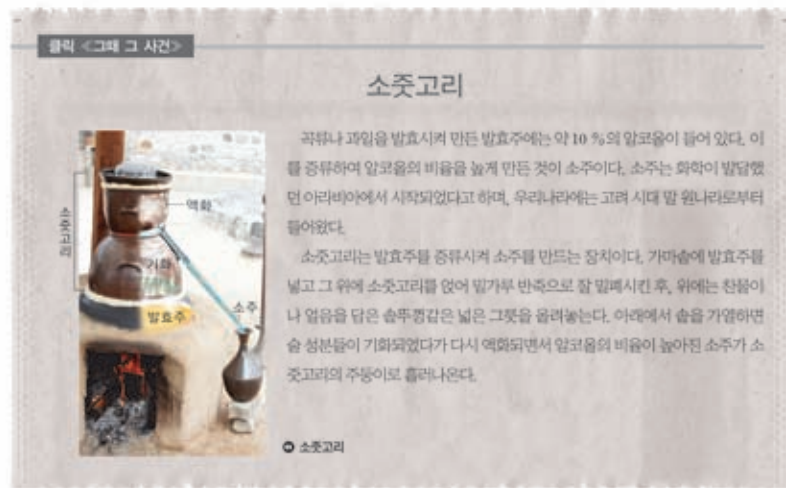 클릭 ≪그때 그 사건≫
소줏고리
곡류나 과일을 발효시켜 만든 발효주에는 약 10 %의 알코올이 들어 있다. 이
를 증류하여 알코올의 비율을 높게 만든 것이 소주이다. 소주는 화학이 발달했
던 아라비아에서 시작되었다고 하며, 우리나라에는 고려 시대 말 원나라로부터
들어왔다.
소줏고리는 발효주를 증류시켜 소주를 만드는 장치이다. 가마솥에 발효주를
넣고 그 위에 소줏고리를 얹어 밀가루 반죽으로 잘 밀폐시킨 후, 위에는 찬물이
나 얼음을 담은 솥뚜껑같은 넓은 그릇을 올려놓는다. 아래에서 솥을 가열하면
술 성분들이 기화되었다가 다시 액화되면서 알코올의 비율이 높아진 소주가 소
줏고리의 주둥이로 흘러나온다.
소줏고리
액화
기화
소주
발효주
소줏고리